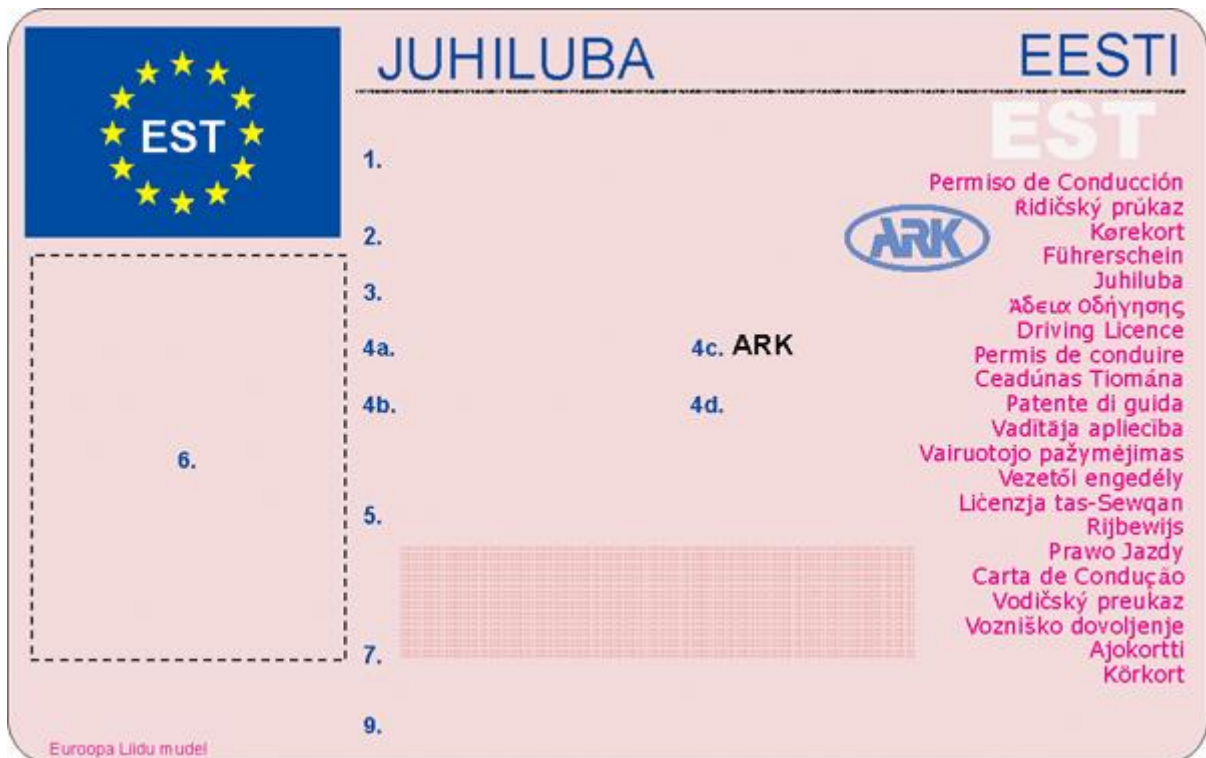 EST
JUHILUBA
EESTI
EST
1.
2.
3.
4a.
4c. ARK
4b.
4d.
5.
6.
7.
9.
ARK
Permiso de Conducción
Řidičský průkaz
Kørekort
Führerschein
Juhiluba
Άδεια Οδήγησης
Driving Licence
Permis de conduire
Ceadúnas Tiomána
Patente di guida
Vadītāja apliecība
Vairuotojo pažymėjimas
Vezetői engedély
Liċenzja tas-Sewqan
Rijbewijs
Prawo Jazdy
Carta de Condução
Vodičský preukaz
Vozniško dovoljenje
Ajokortti
Körkort
Euroopa Liidu mudel